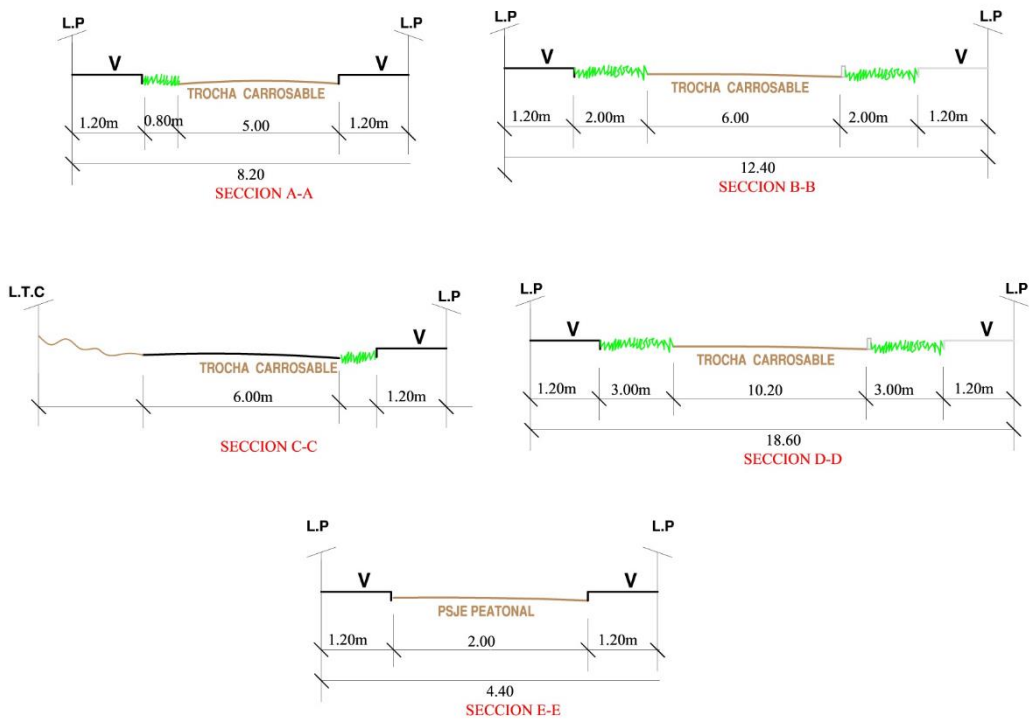 L.P
L.P
V
V
TROCHA CARROSABLE
1.20m
0.80m
5.00
1.20m
8.20
SECCION A-A
L.P
L.P
V
V
TROCHA CARROSABLE
1.20m
2.00m
6.00
2.00m
1.20m
12.40
SECCION B-B
L.T.C
L.P
V
TROCHA CARROSABLE
6.00m
1.20m
SECCION C-C
L.P
L.P
V
V
TROCHA CARROSABLE
1.20m
3.00m
10.20
3.00m
1.20m
18.60
SECCION D-D
L.P
L.P
V
V
PSJE PEATONAL
1.20m
2.00
1.20m
4.40
SECCION E-E